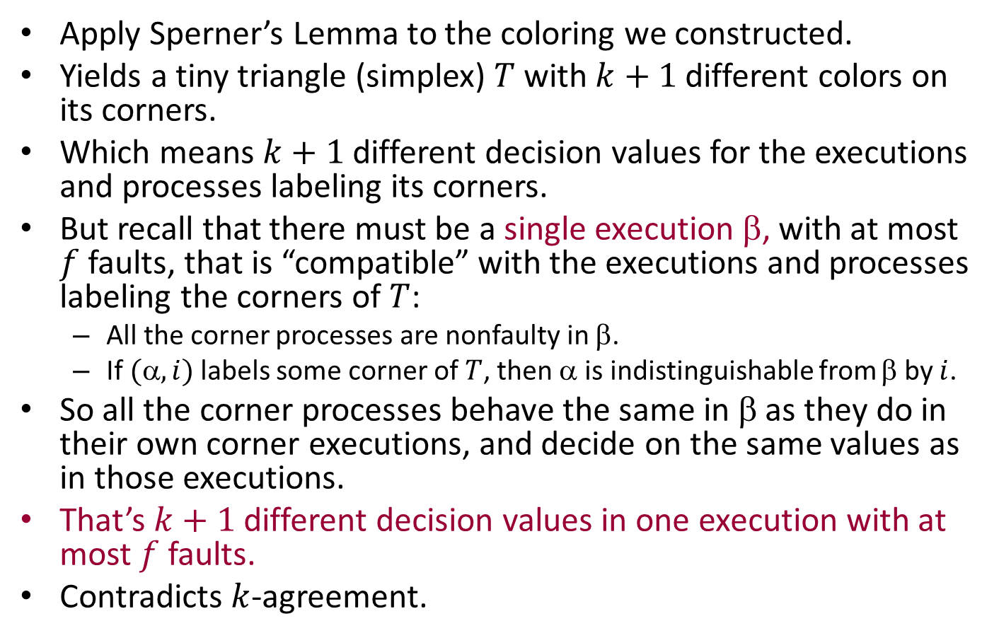 • Apply Sperner’s Lemma to the coloring we constructed.
• Yields a tiny triangle (simplex) 𝑇 with 𝑘 + 1 different colors on
its corners.
• Which means 𝑘 + 1 different decision values for the executions
and processes labeling its corners.
• But recall that there must be a single execution β, with at most
𝑓 faults, that is “compatible” with the executions and processes
labeling the corners of 𝑇:
– All the corner processes are nonfaulty in β.
– If (α, 𝑖) labels some corner of 𝑇, then α is indistinguishable from β by 𝑖.
• So all the corner processes behave the same in β as they do in
their own corner executions, and decide on the same values as
in those executions.
• That’s 𝑘 + 1 different decision values in one execution with at
most 𝑓 faults.
• Contradicts 𝑘-agreement.